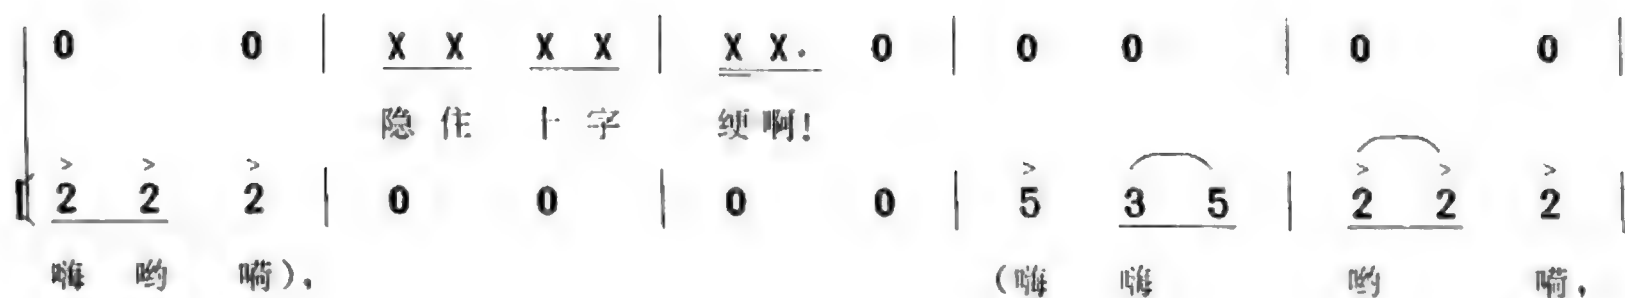 0 0 | X X X X | X X. 0 | 0 0 | 0 0 |
隐住 十字 绠啊!
2 2 2 | 0 0 | 0 0 | 5 3 5 | 2 2 2 |
嗨 哟 嗬)。 (嗨 嗨 哟 嗬,